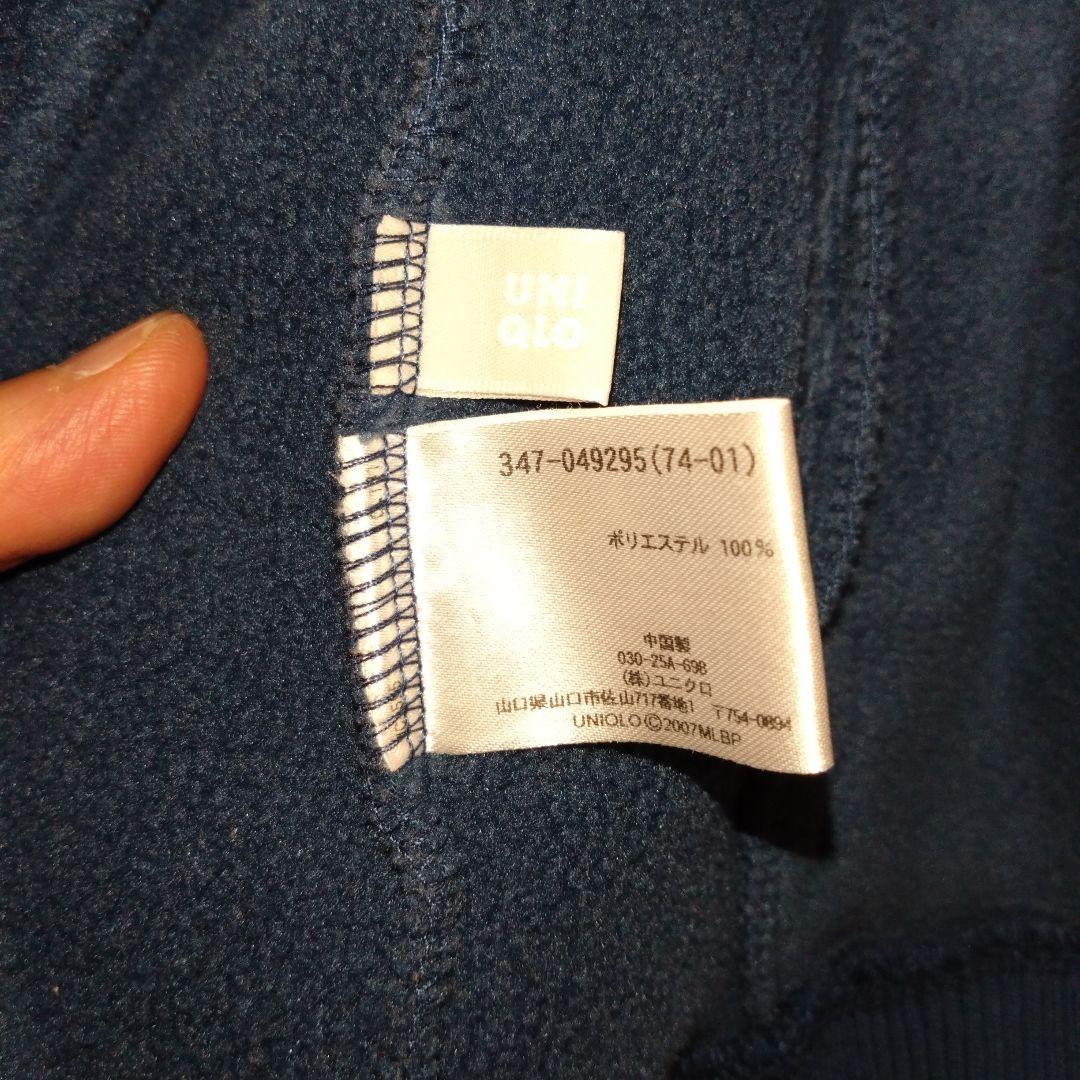 UNI
QLO
347-049295(74-01)
ポリエステル 100%
中国製
030-25A-69B
(株)ユニクロ
山口県山口市佐山717番地1 〒754-0894
UNIQLO©2007MLBP